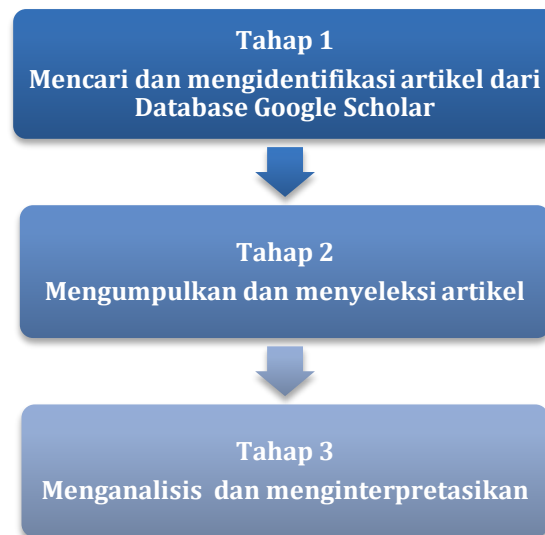 Tahap 1
Mencari dan mengidentifikasi artikel dari
Database Google Scholar
Tahap 2
Mengumpulkan dan menyeleksi artikel
Tahap 3
Menganalisis dan menginterpretasikan